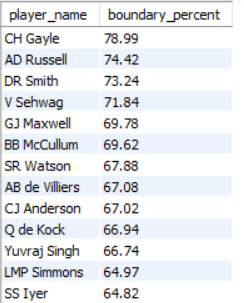 player_name boundary_percent
CH Gayle 78.99
AD Russell 74.42
DR Smith 73.24
V Sehwag 71.84
GJ Maxwell 69.78
BB McCullum 69.62
SR Watson 67.88
AB de Villiers 67.08
CJ Anderson 67.02
Q de Kock 66.94
Yuvraj Singh 66.74
LMP Simmons 64.97
SS Iyer 64.82